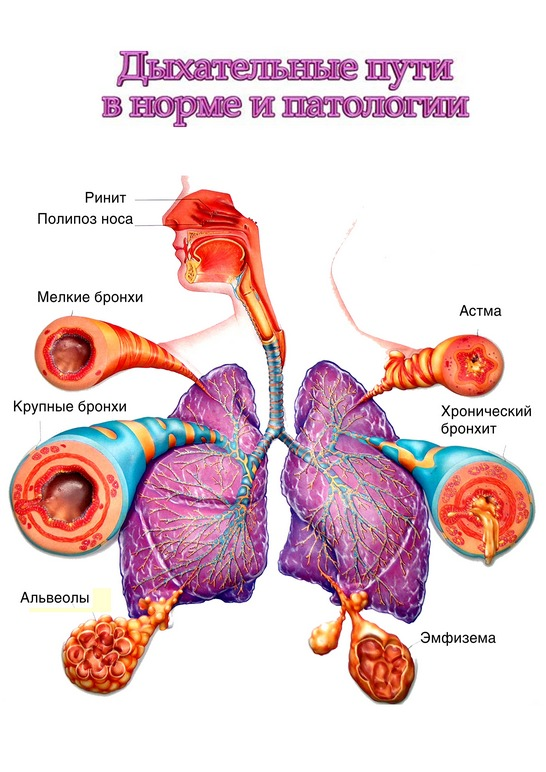 Дыхательные пути
в норме и патологии
Ринит
Полипоз носа
Мелкие бронхи
Астма
Крупные бронхи
Хронический
бронхит
Альвеолы
Эмфизема